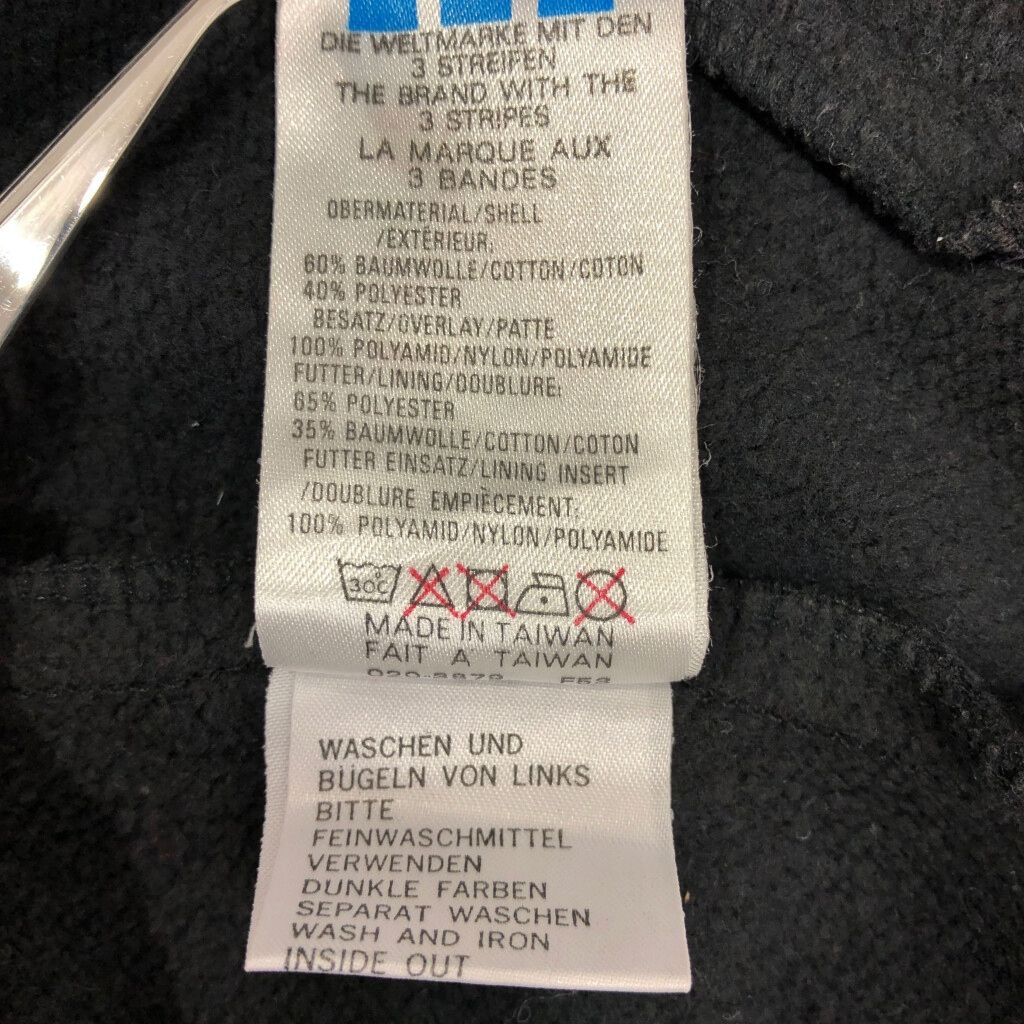 DIE WELTMARKE MIT DEN
3 STREIFEN
THE BRAND WITH THE
3 STRIPES
LA MARQUE AUX
3 BANDES
OBERMATERIAL/SHELL
/EXTÉRIEUR.
60% BAUMWOLLE/COTTON/COTON
40% POLYESTER
BESATZ/OVERLAY/PATTE
100% POLYAMID/NYLON/POLYAMIDE
FUTTER/LINING/DOUBLURE:
65% POLYESTER
35% BAUMWOLLE/COTTON/COTON
FUTTER EINSATZ/LINING INSERT
/DOUBLURE EMPIÈCEMENT:
100% POLYAMID/NYLON/POLYAMIDE
30C
MADE IN TAIWAN
FAIT A TAIWAN
WASCHEN UND
BÜGELN VON LINKS
BITTE
FEINWASCHMITTEL
VERWENDEN
DUNKLE FARBEN
SEPARAT WASCHEN
WASH AND IRON
INSIDE OUT